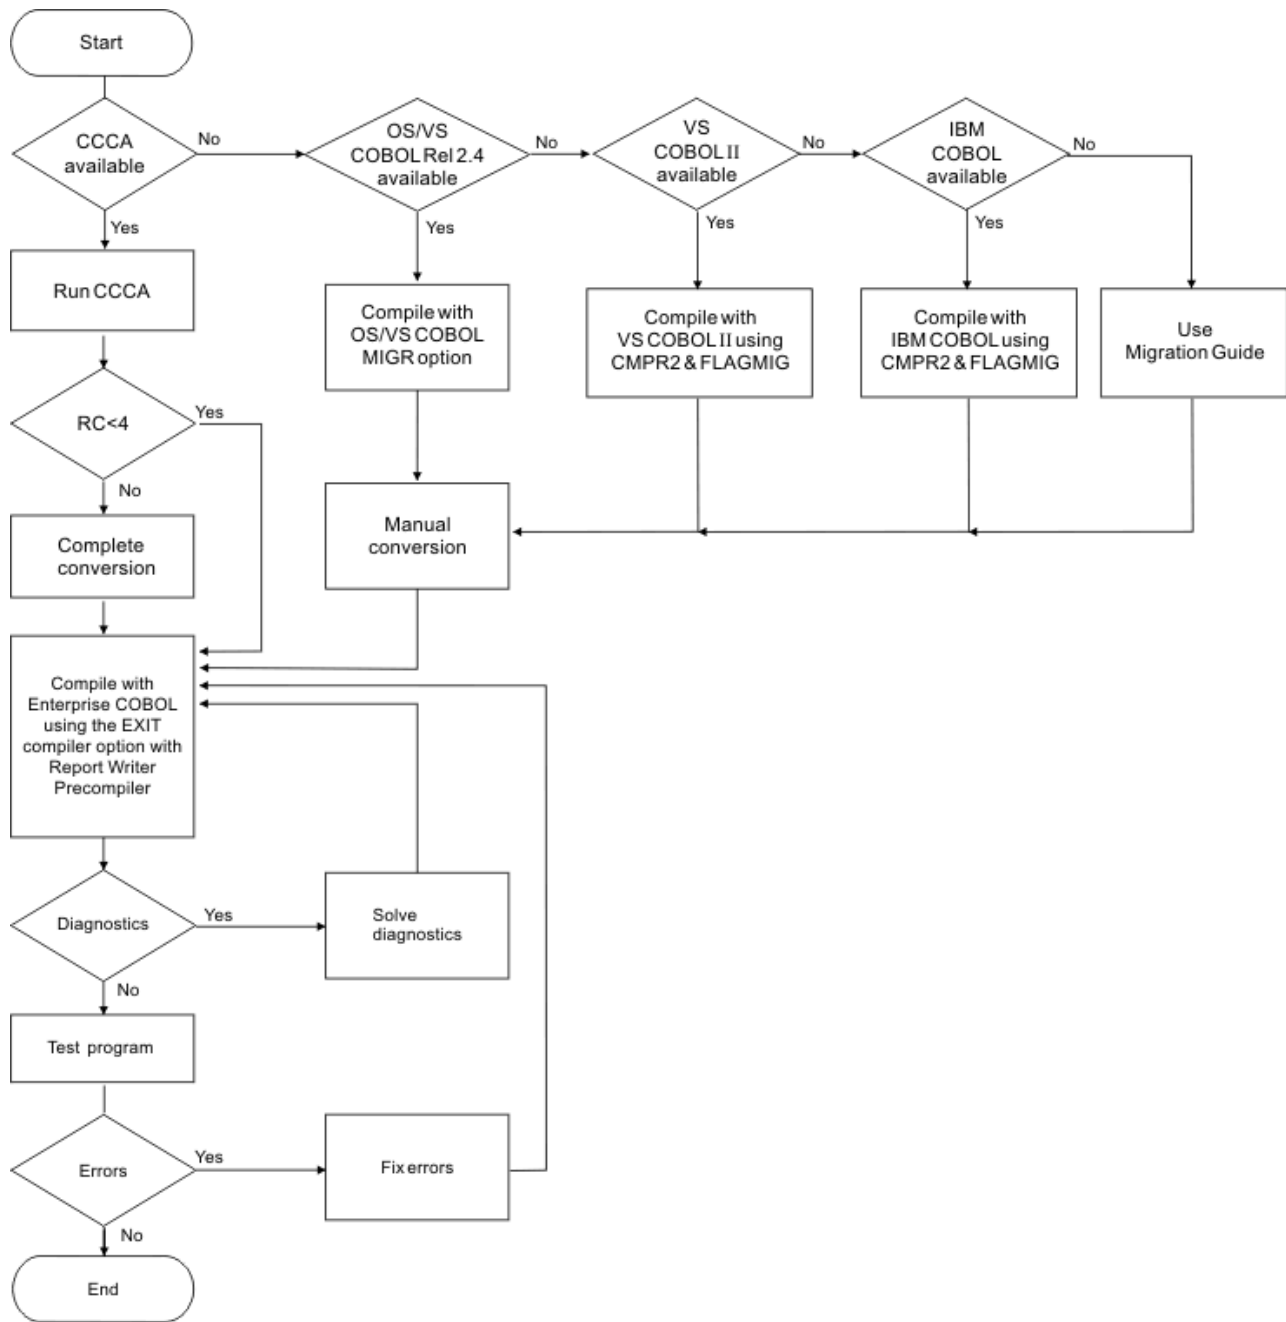 Start
CCCA
available
No
OS/VS
COBOL Rel 2.4
available
No
VS
COBOL II
available
No
IBM
COBOL
available
No
Yes
Yes
Yes
Yes
Run CCCA
Compile with
OS/VS COBOL
MIGR option
Compile with
VS COBOL II using
CMPR2 & FLAGMIG
Compile with
IBM COBOL using
CMPR2 & FLAGMIG
Use
Migration Guide
RC<4
Yes
No
Complete
conversion
Manual
conversion
Compile with
Enterprise COBOL
using the EXIT
compiler option with
Report Writer
Precompiler
Diagnostics
Yes
Solve
diagnostics
No
Test program
Errors
Yes
Fix errors
No
End